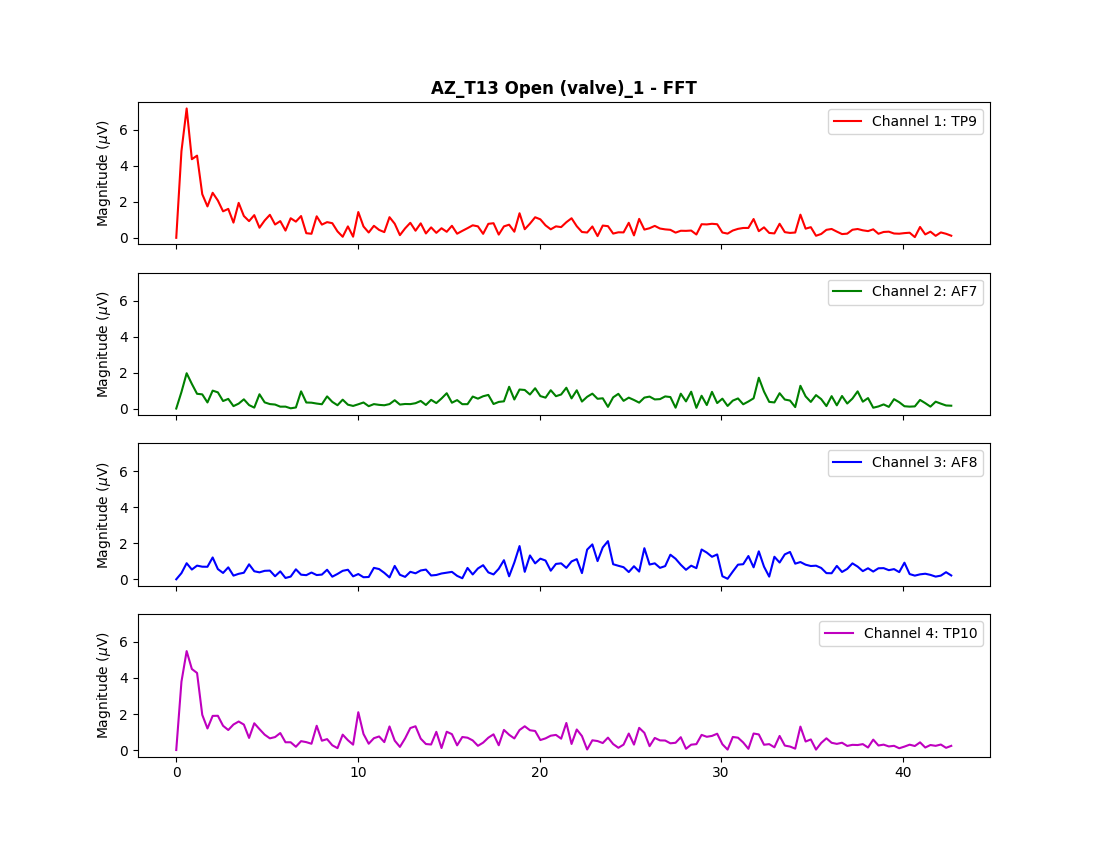 AZ_T13 Open (valve)_1 - FFT
Magnitude (μV)
6
4
2
0
Channel 1: TP9
Magnitude (μV)
6
4
2
0
Channel 2: AF7
Magnitude (μV)
6
4
2
0
Channel 3: AF8
Magnitude (μV)
6
4
2
0
Channel 4: TP10
0 10 20 30 40